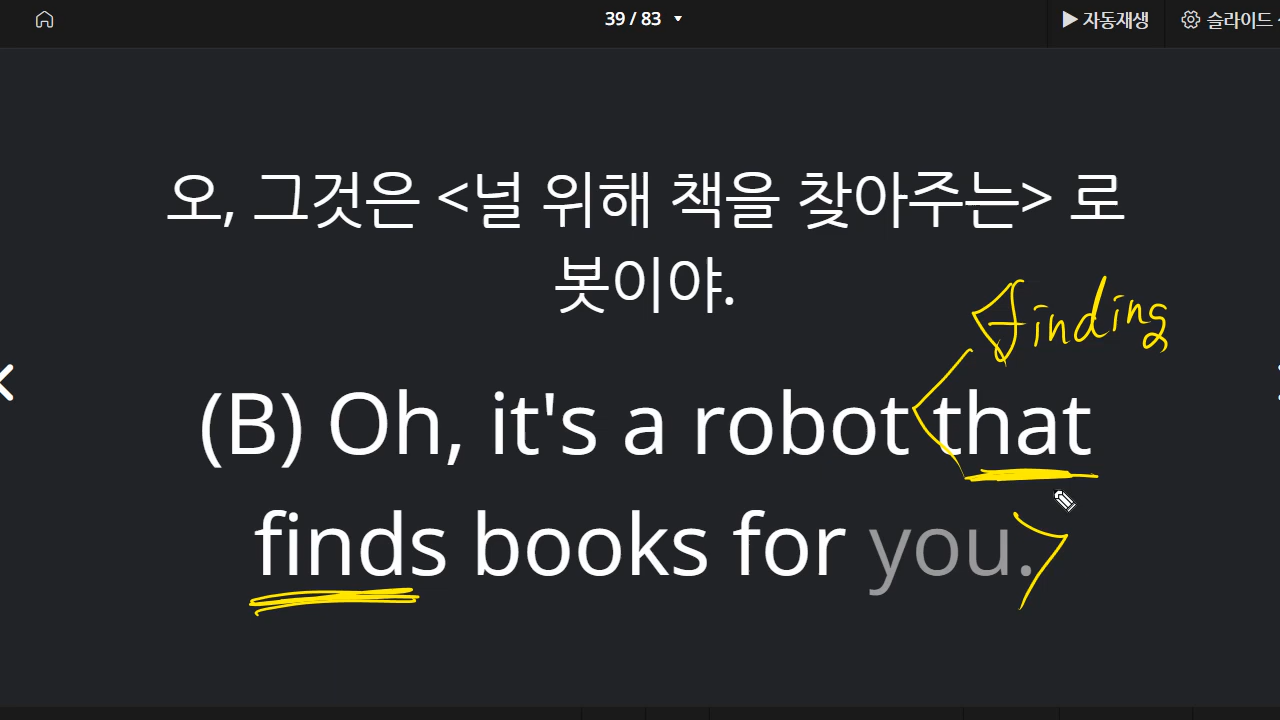 39 / 83
자동재생
슬라이드
오, 그것은 <널 위해 책을 찾아주는> 로
봇이야.
finding
(B) Oh, it's a robot that
finds books for you.